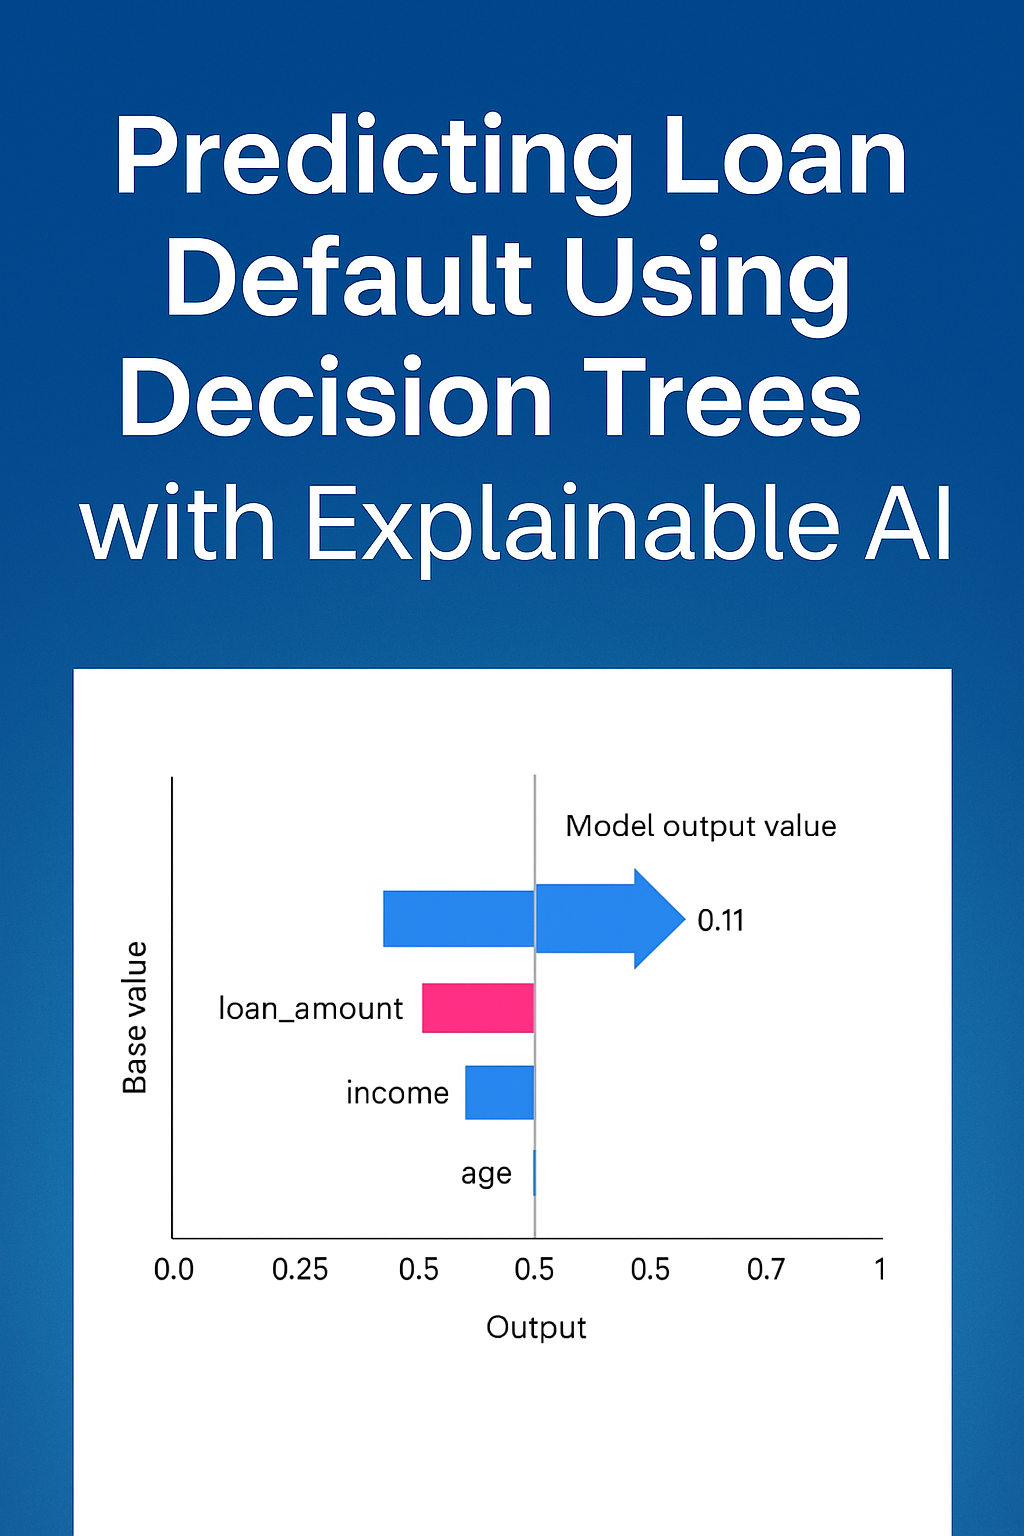 Predicting Loan
Default Using
Decision Trees
with Explainable AI
Model output value
0.11
Base value
loan_amount
income
age
0.0 0.25 0.5 0.5 0.5 0.7 1
Output